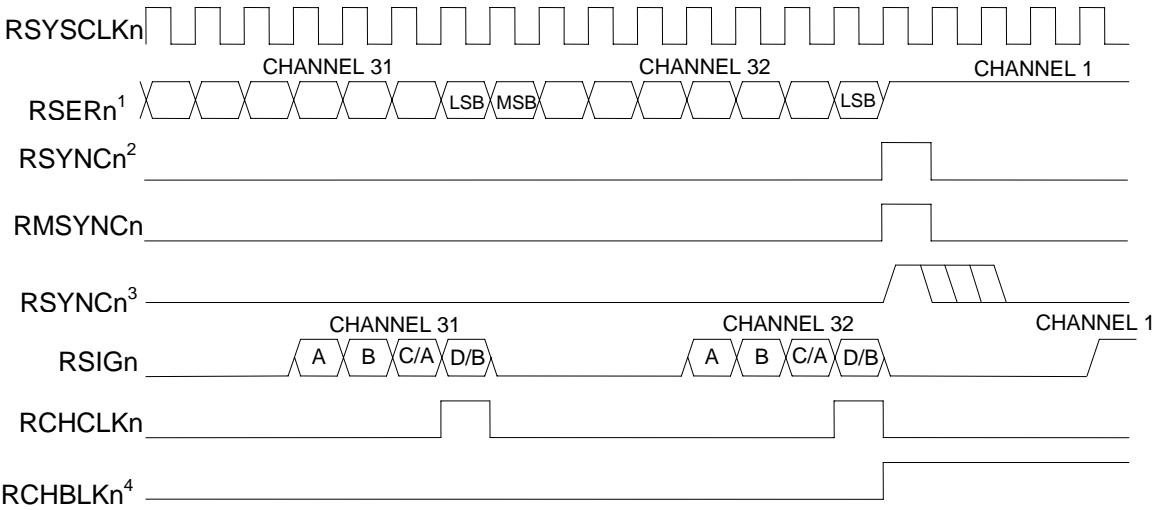 RSYSCLKn
CHANNEL 31 CHANNEL 32 CHANNEL 1
RSERn1 LSB MSB LSB
RSYNCn2
RMSYNCn
RSYNCn3
CHANNEL 31 CHANNEL 32 CHANNEL 1
RSIGn A B C/A D/B A B C/A D/B
RCHCLKn
RCHBLKn4